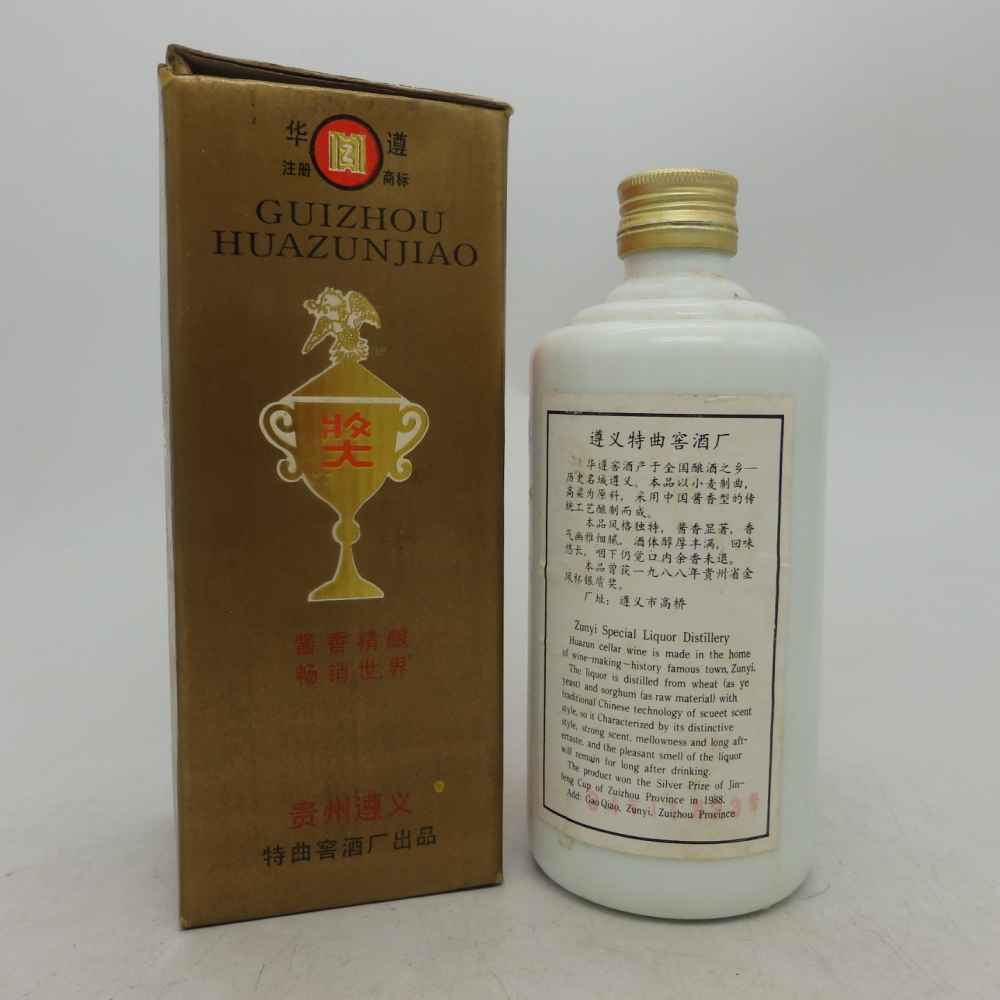 华 遵
注册 商标
GUIZHOU
HUAZUNJIAO
奖
酱香精酿
畅销世界
贵州遵义
特曲窖酒厂出品
遵义特曲窖酒厂
华遵窖酒产于全国酿酒之乡—
历史名城遵义。本品以小麦制曲，
高粱为原料，采用中国酱香型的传
统工艺酿制而成。
本品风格独特，酱香显著，香
气幽雅细腻，酒体醇厚丰满，回味
悠长，咽下仍觉口内余香未退。
本品曾获一九八八年贵州省金
凤杯银质奖。
厂址：遵义市高桥
Zunyi Special Liquor Distillery
Huazun cellar wine is made in the home
of wine-making—history famous town, Zunyi.
The liquor is distilled from wheat (as ye
yeast) and sorghum (as raw material) with
traditional Chinese technology of scueet scent
style, so it Characterized by its distinctive
style, strong scent, mellowness and long aft-
ertaste, and the pleasant smell of the liquor
will remain for long after drinking.
The product won the Silver Prize of Jin-
feng Cup of Zuizhou Province in 1988.
Add: Gao Qiao, Zunyi, Zuizhou Province